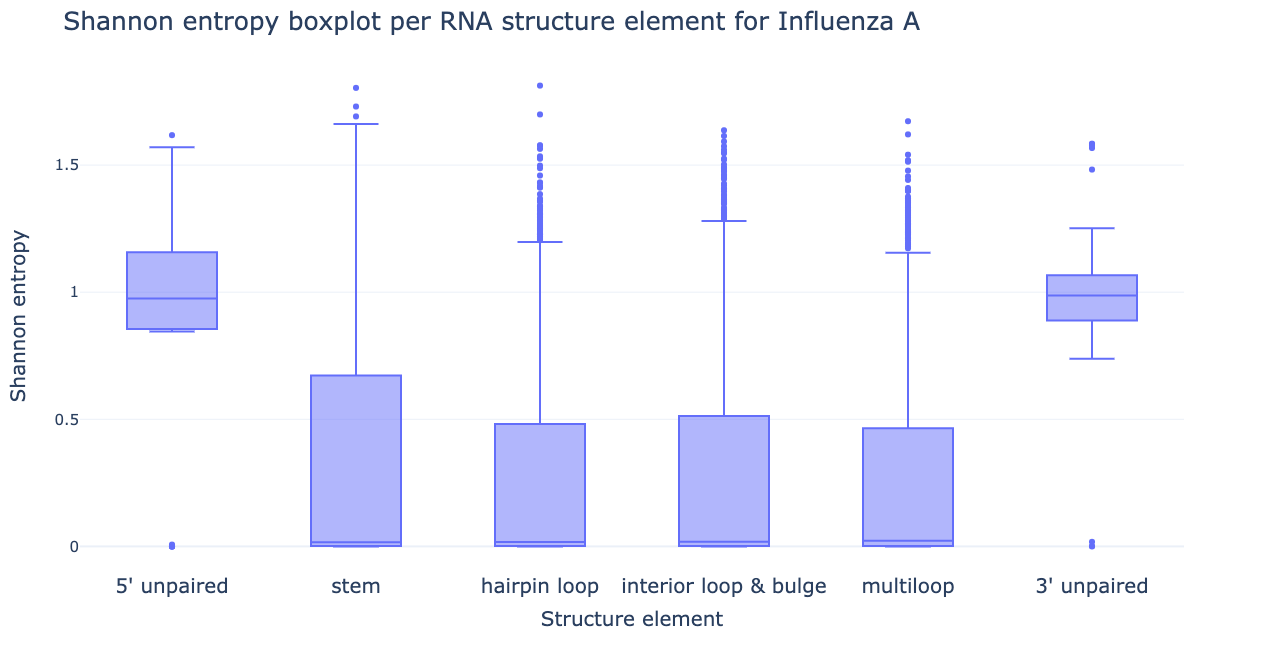 Shannon entropy boxplot per RNA structure element for Influenza A
Shannon entropy
1.5
1
0.5
0
5' unpaired
stem
hairpin loop
interior loop & bulge
multiloop
3' unpaired
Structure element